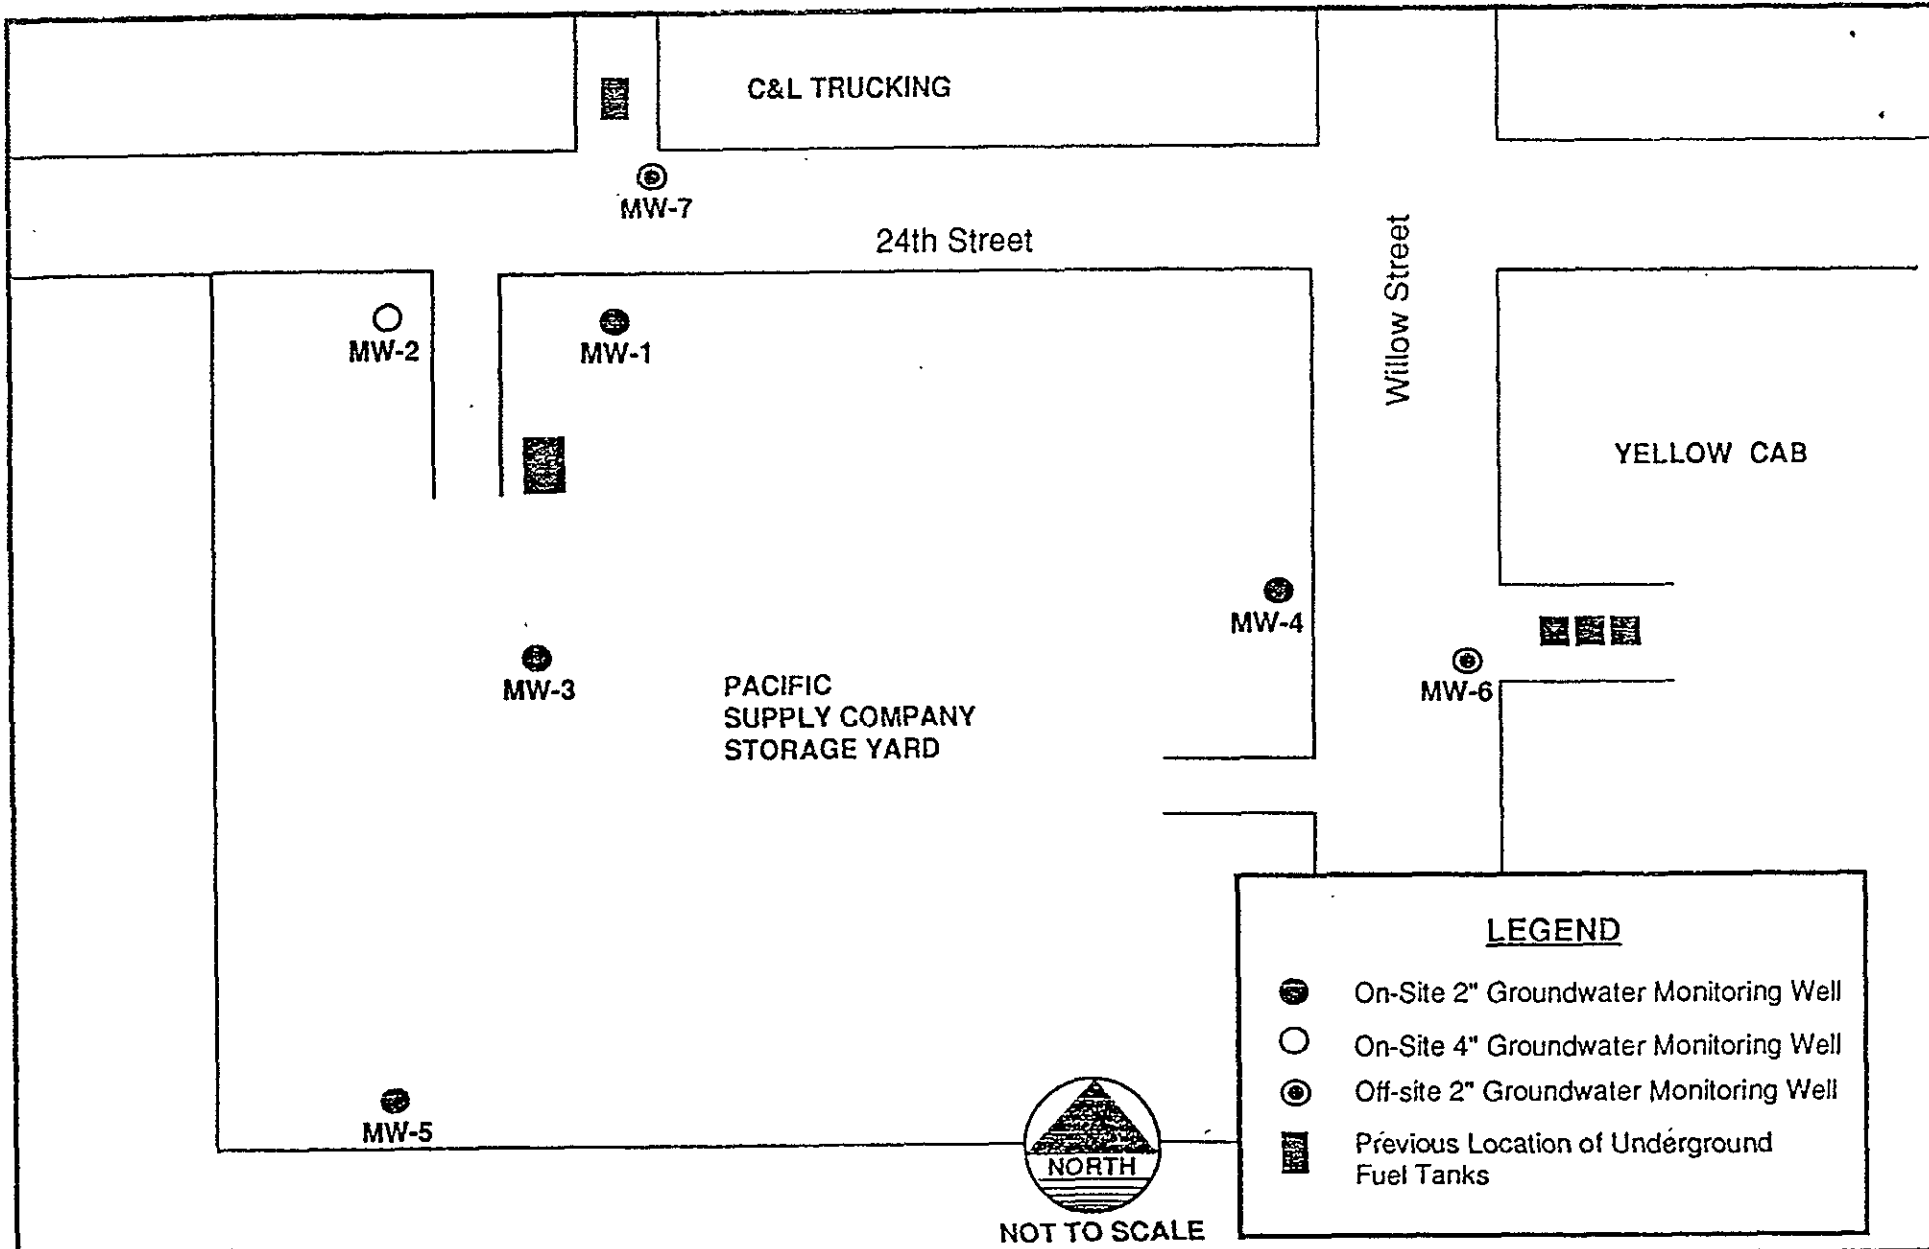 C&L TRUCKING
MW-7
24th Street
Willow Street
MW-2
MW-1
YELLOW CAB
MW-4
MW-3
MW-6
PACIFIC
SUPPLY COMPANY
STORAGE YARD
MW-5
NORTH
NOT TO SCALE
LEGEND
On-Site 2" Groundwater Monitoring Well
On-Site 4" Groundwater Monitoring Well
Off-site 2" Groundwater Monitoring Well
Previous Location of Underground
Fuel Tanks